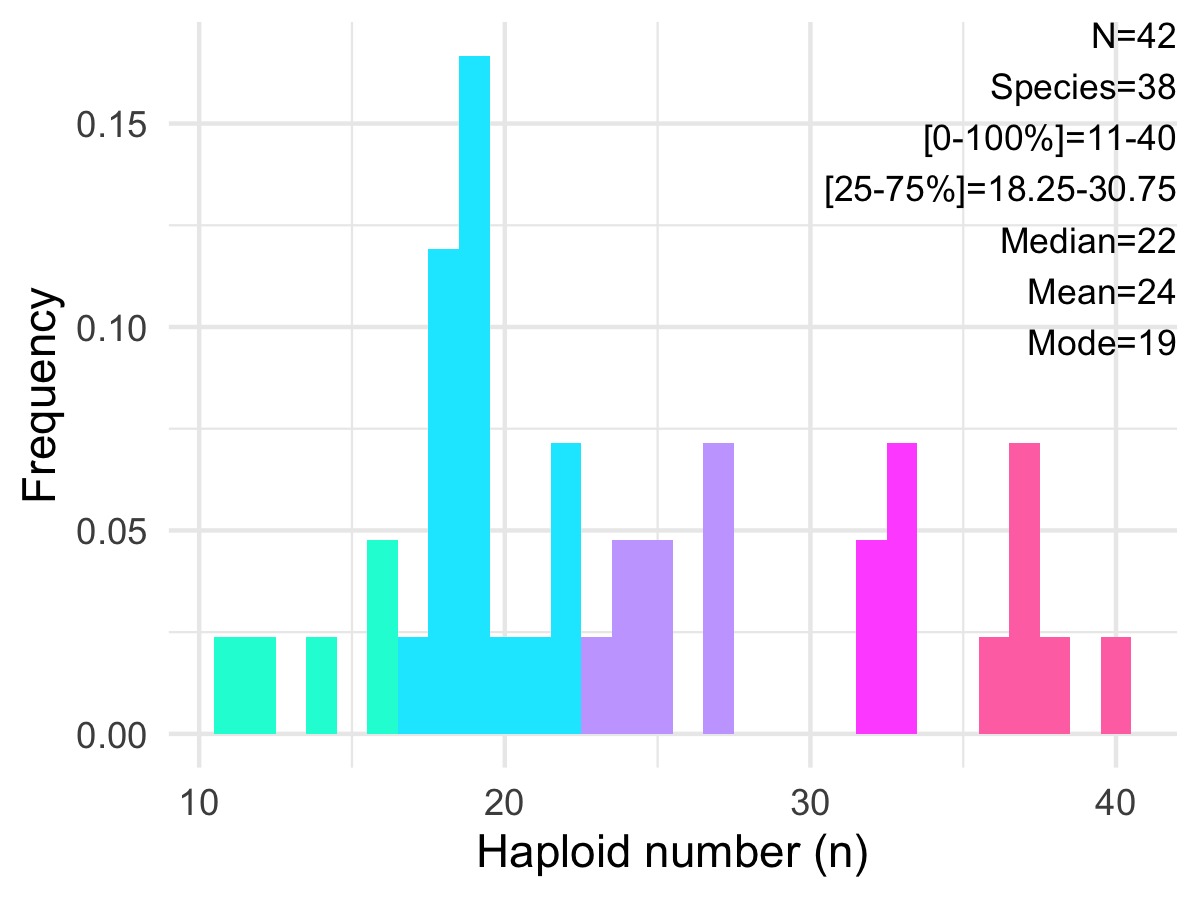 N=42
Species=38
[0-100%]=11-40
[25-75%]=18.25-30.75
Median=22
Mean=24
Mode=19
Frequency
0.15
0.10
0.05
0.00
10 20 30 40
Haploid number (n)